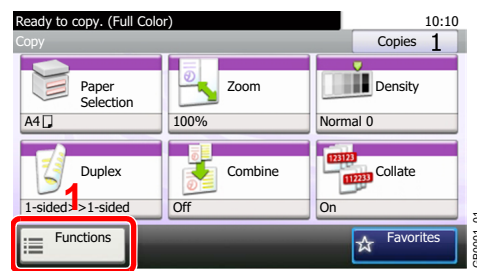 Ready to copy. (Full Color) 10:10
Copy Copies 1
Paper Selection Zoom Density
A4 100% Normal 0
123123
112233
Duplex Combine Collate
1
1-sided>>1-sided Off On
Functions Favorites
GB0001_01